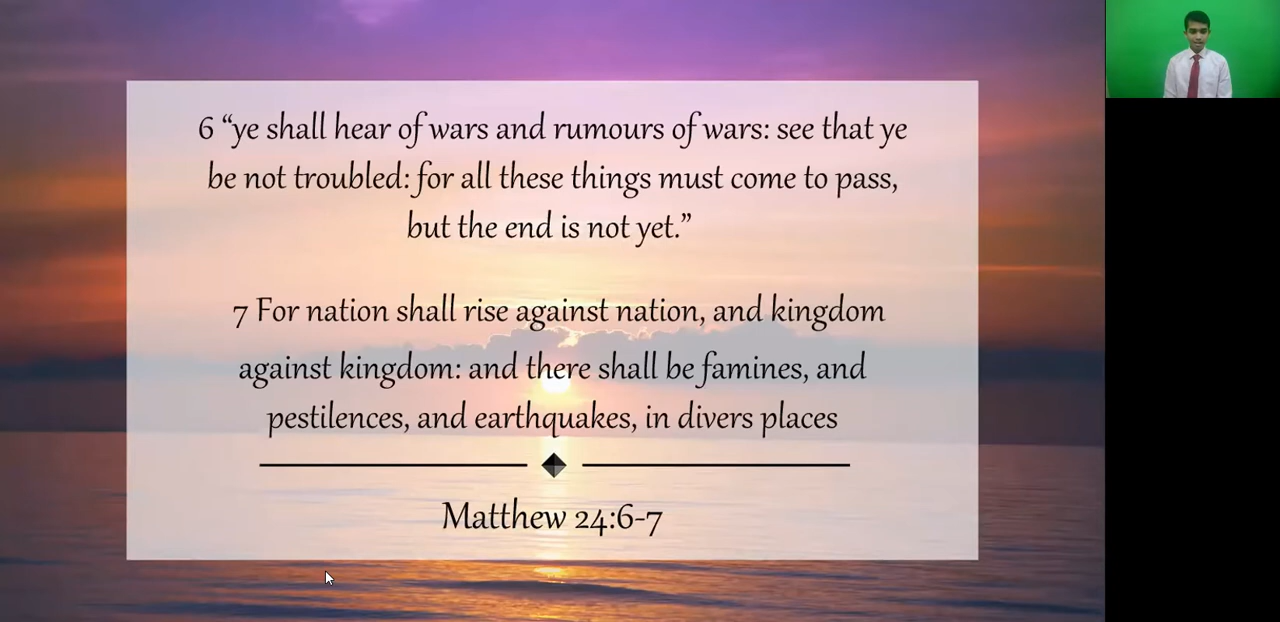 6 “ye shall hear of wars and rumours of wars: see that ye
be not troubled: for all these things must come to pass,
but the end is not yet.”
7 For nation shall rise against nation, and kingdom
against kingdom: and there shall be famines, and
pestilences, and earthquakes, in divers places
Matthew 24:6-7